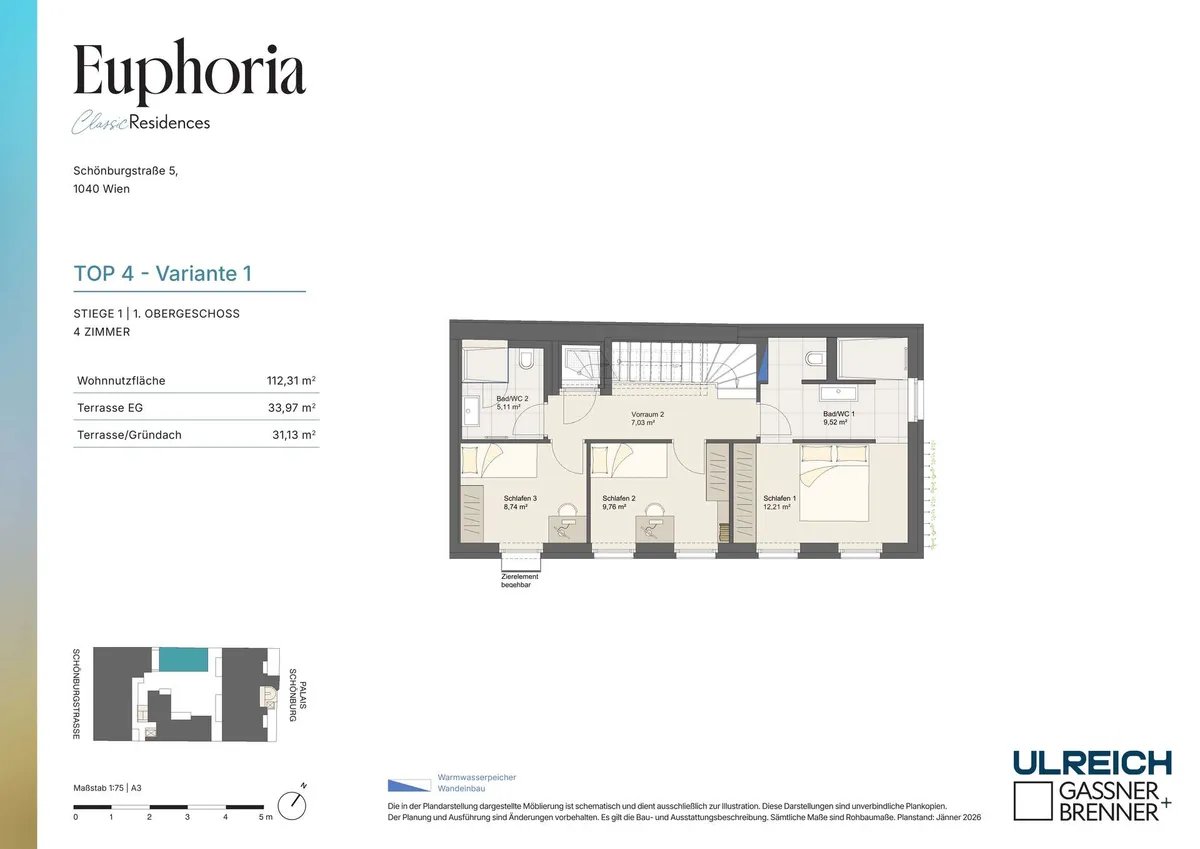 Euphoria
Classic Residences
Schönburgstraße 5,
1040 Wien
TOP 4 - Variante 1
STIEGE 1 | 1. OBERGESCHOSS
4 ZIMMER
Wohnnutzfläche 112,31 m²
Terrasse EG 33,97 m²
Terrasse/Gründach 31,13 m²
Bad/WC 2
5,11 m²
Vorraum 2
7,03 m²
Bad/WC 1
9,52 m²
Schlafen 3
8,74 m²
Schlafen 2
9,76 m²
Schlafen 1
12,21 m²
Zierelement
begehbar
SCHÖNBURGSTRASSE
PALAIS
SCHÖNBURG
Maßstab 1:75 | A3
0 1 2 3 4 5 m
N
Warmwasserpeicher
Wandeinbau
Die in der Plandarstellung dargestellte Möblierung ist schematisch und dient ausschließlich zur Illustration. Diese Darstellungen sind unverbindliche Plankopien.
Der Planung und Ausführung sind Änderungen vorbehalten. Es gilt die Bau- und Ausstattungsbeschreibung. Sämtliche Maße sind Rohbaumaße. Planstand: Jänner 2026
ULREICH
GASSNER
BRENNER+